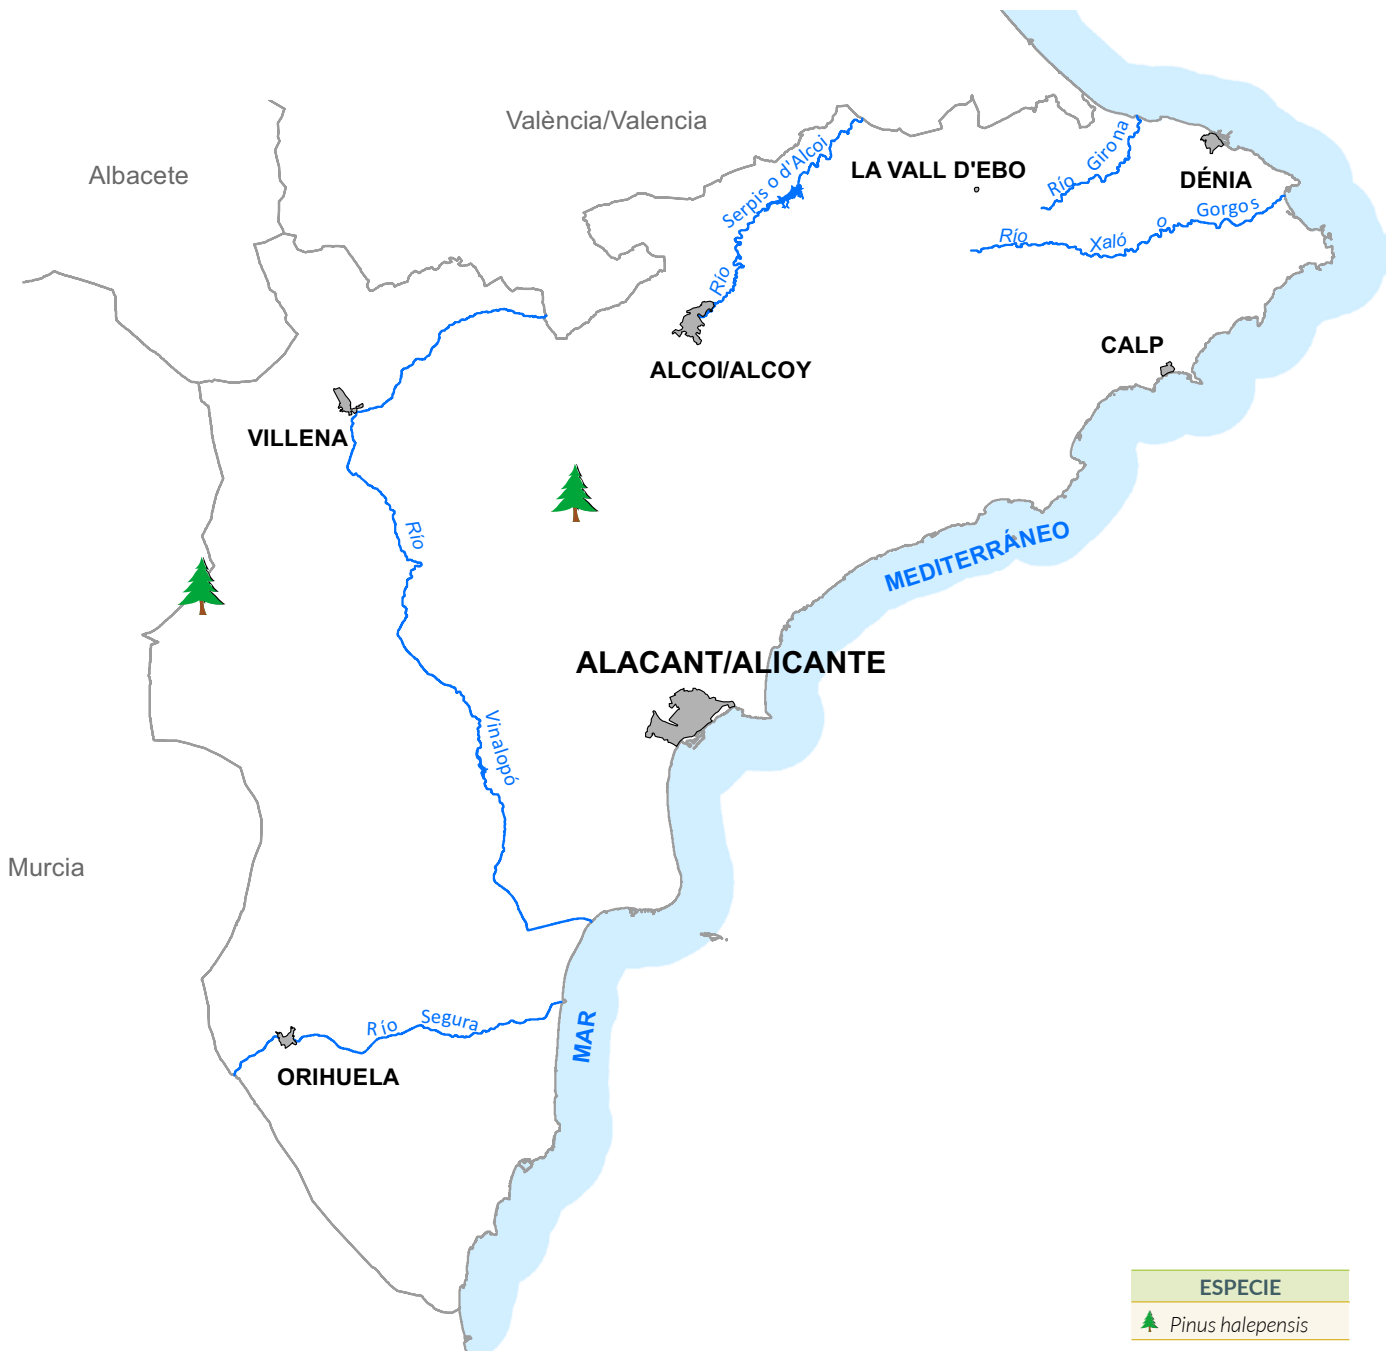 València/Valencia
Albacete
Río Serpis o d'Alcoi
LA VALL D'EBO
Río Girona
DÉNIA
Río Xaló o Gorgos
ALCOI/ALCOY
CALP
VILLENA
Río Vinalopó
MEDITERRÁNEO
ALACANT/ALICANTE
Murcia
MAR
Río Segura
ORIHUELA
ESPECIE
Pinus halepensis